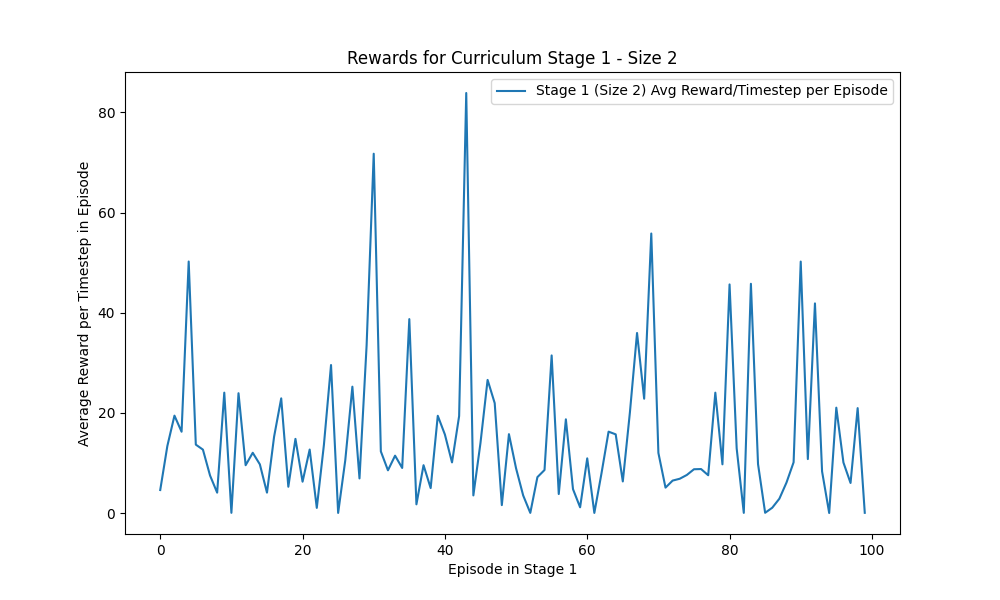 Rewards for Curriculum Stage 1 - Size 2
Stage 1 (Size 2) Avg Reward/Timestep per Episode
Average Reward per Timestep in Episode
80
60
40
20
0
0 20 40 60 80 100
Episode in Stage 1